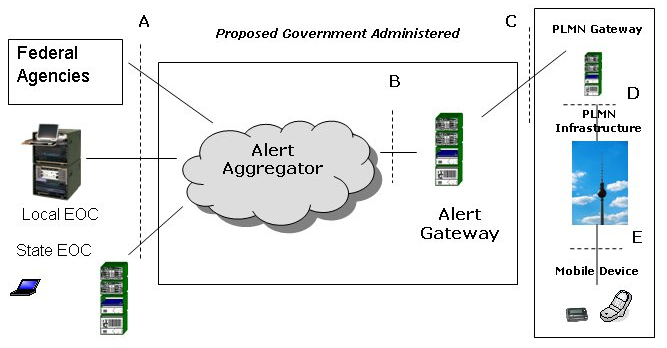 A
Proposed Government Administered
C
PLMN Gateway
Federal
Agencies
B
D
PLMN
Infrastructure
Alert
Aggregator
Local EOC
Alert
Gateway
State EOC
E
Mobile Device